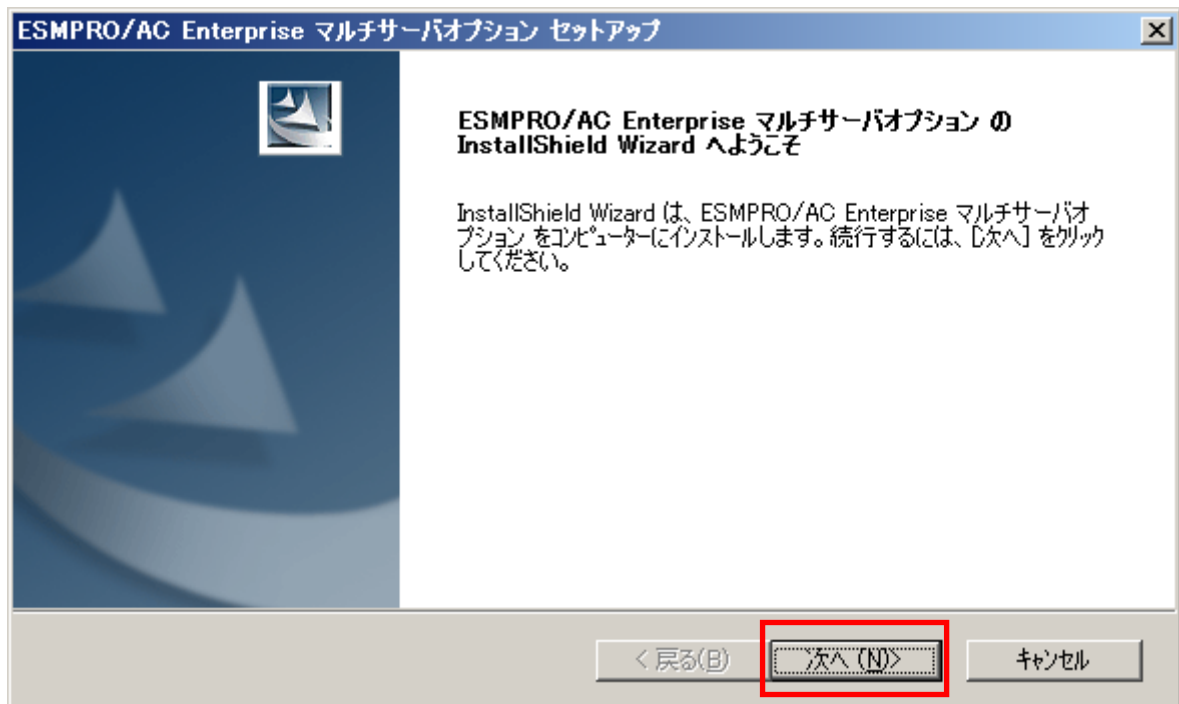 ESMPRO/AC Enterprise マルチサーバオプション セットアップ
ESMPRO/AC Enterprise マルチサーバオプション の
InstallShield Wizard へようこそ
InstallShield Wizard は、ESMPRO/AC Enterprise マルチサーバオ
プション をコンピューターにインストールします。続行するには、[次へ] をクリック
してください。
< 戻る(B)
次へ (N)>
キャンセル